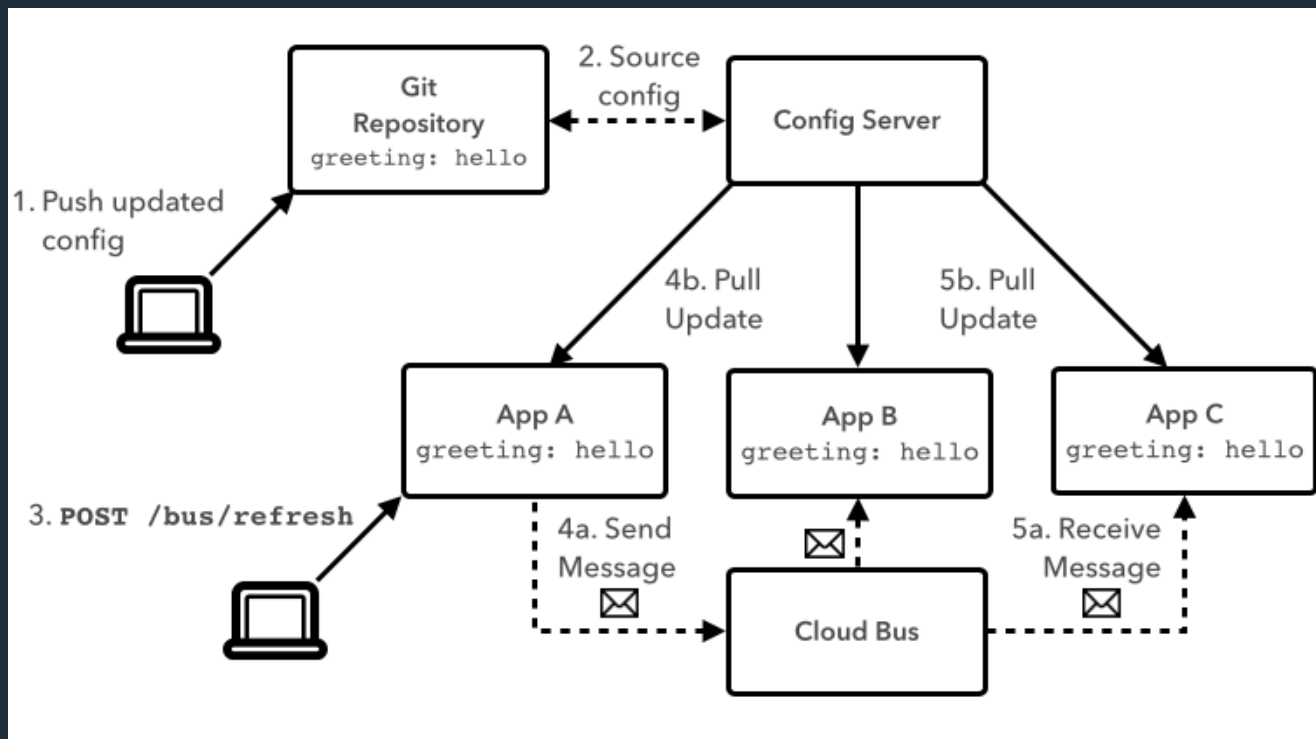 Git
Repository
greeting: hello
2. Source
config
Config Server
1. Push updated
config
4b. Pull
Update
5b. Pull
Update
App A
greeting: hello
App B
greeting: hello
App C
greeting: hello
3. POST /bus/refresh
4a. Send
Message
5a. Receive
Message
Cloud Bus